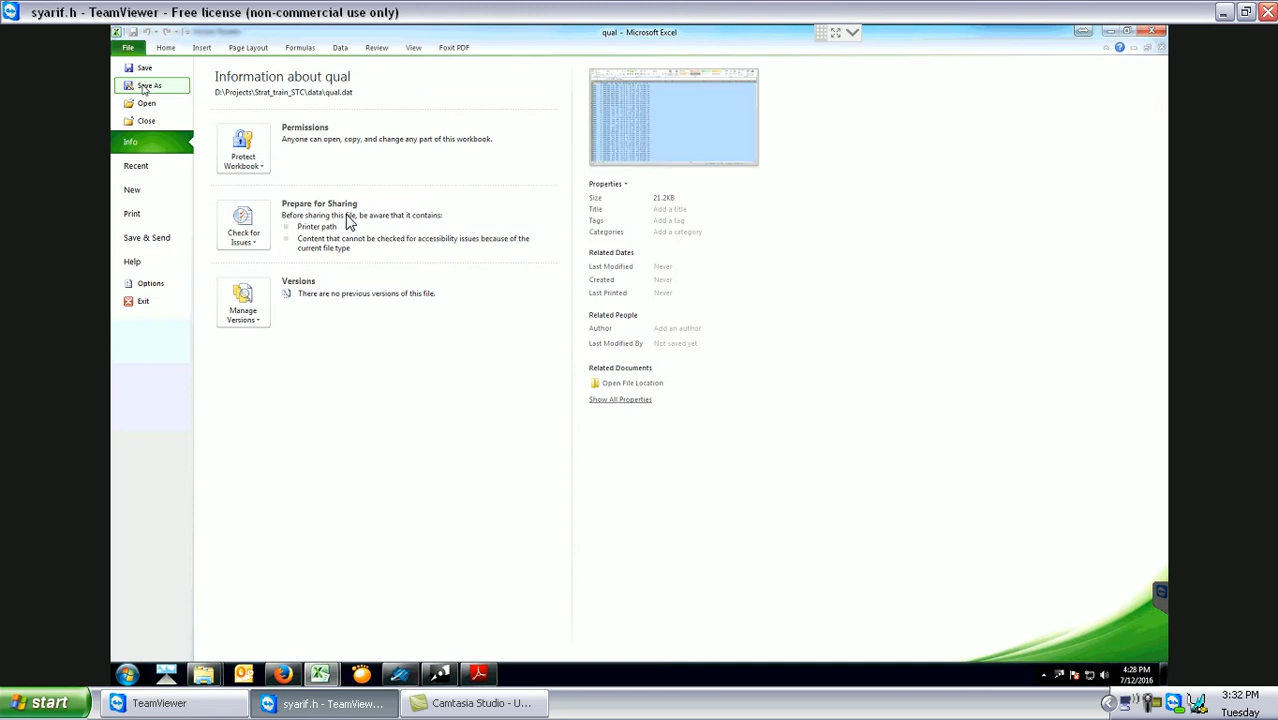 syarif.h - TeamViewer - Free license (non-commercial use only)
qual - Microsoft Excel
File Home Insert Page Layout Formulas Data Review View Foxit PDF
Save
Save As
Open
Close
Info
Recent
New
Print
Save & Send
Help
Options
Exit
Information about qual
D:\Projects\Strat_train_STC\data\qual.dat
Protect
Workbook
Permissions
Anyone can open, copy, and change any part of this workbook.
Check for
Issues
Prepare for Sharing
Before sharing this file, be aware that it contains:
Printer path
Content that cannot be checked for accessibility issues because of the
current file type
Manage
Versions
Versions
There are no previous versions of this file.
Properties
Size 21.2KB
Title Add a title
Tags Add a tag
Categories Add a category
Related Dates
Last Modified Never
Created Never
Last Printed Never
Related People
Author Add an author
Last Modified By Not saved yet
Related Documents
Open File Location
Show All Properties
4:28 PM
7/12/2016
start
TeamViewer
syarif.h - TeamView...
Camtasia Studio - U...
3:32 PM
Tuesday